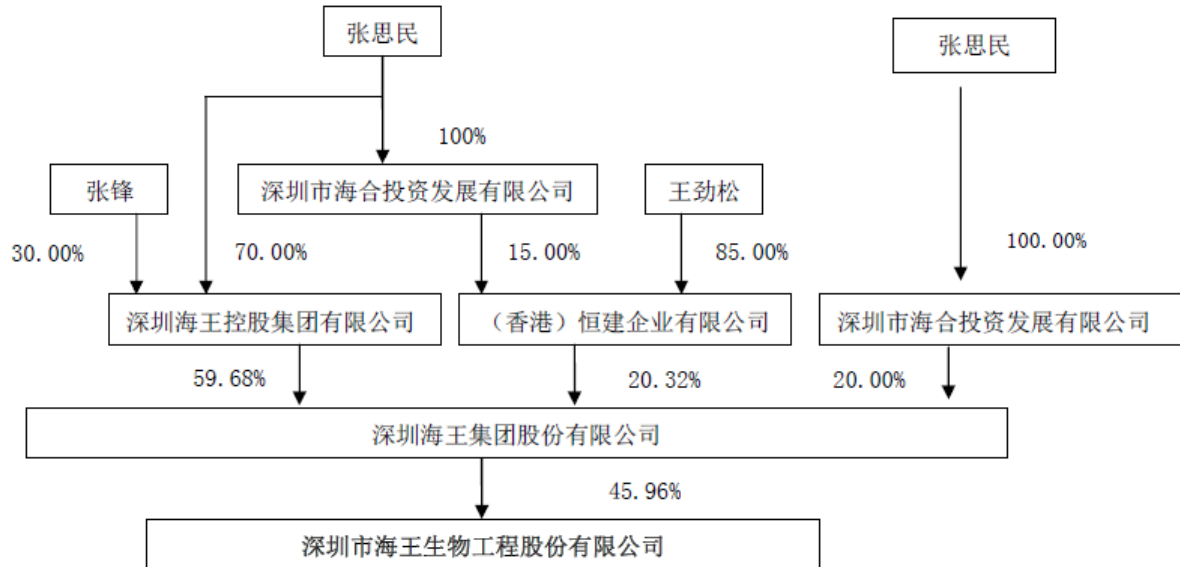 张思民
张思民
100%
张锋
深圳市海合投资发展有限公司
王劲松
30.00%
70.00%
15.00%
85.00%
100.00%
深圳海王控股集团有限公司
（香港）恒建企业有限公司
深圳市海合投资发展有限公司
59.68%
20.32%
20.00%
深圳海王集团股份有限公司
45.96%
深圳市海王生物工程股份有限公司